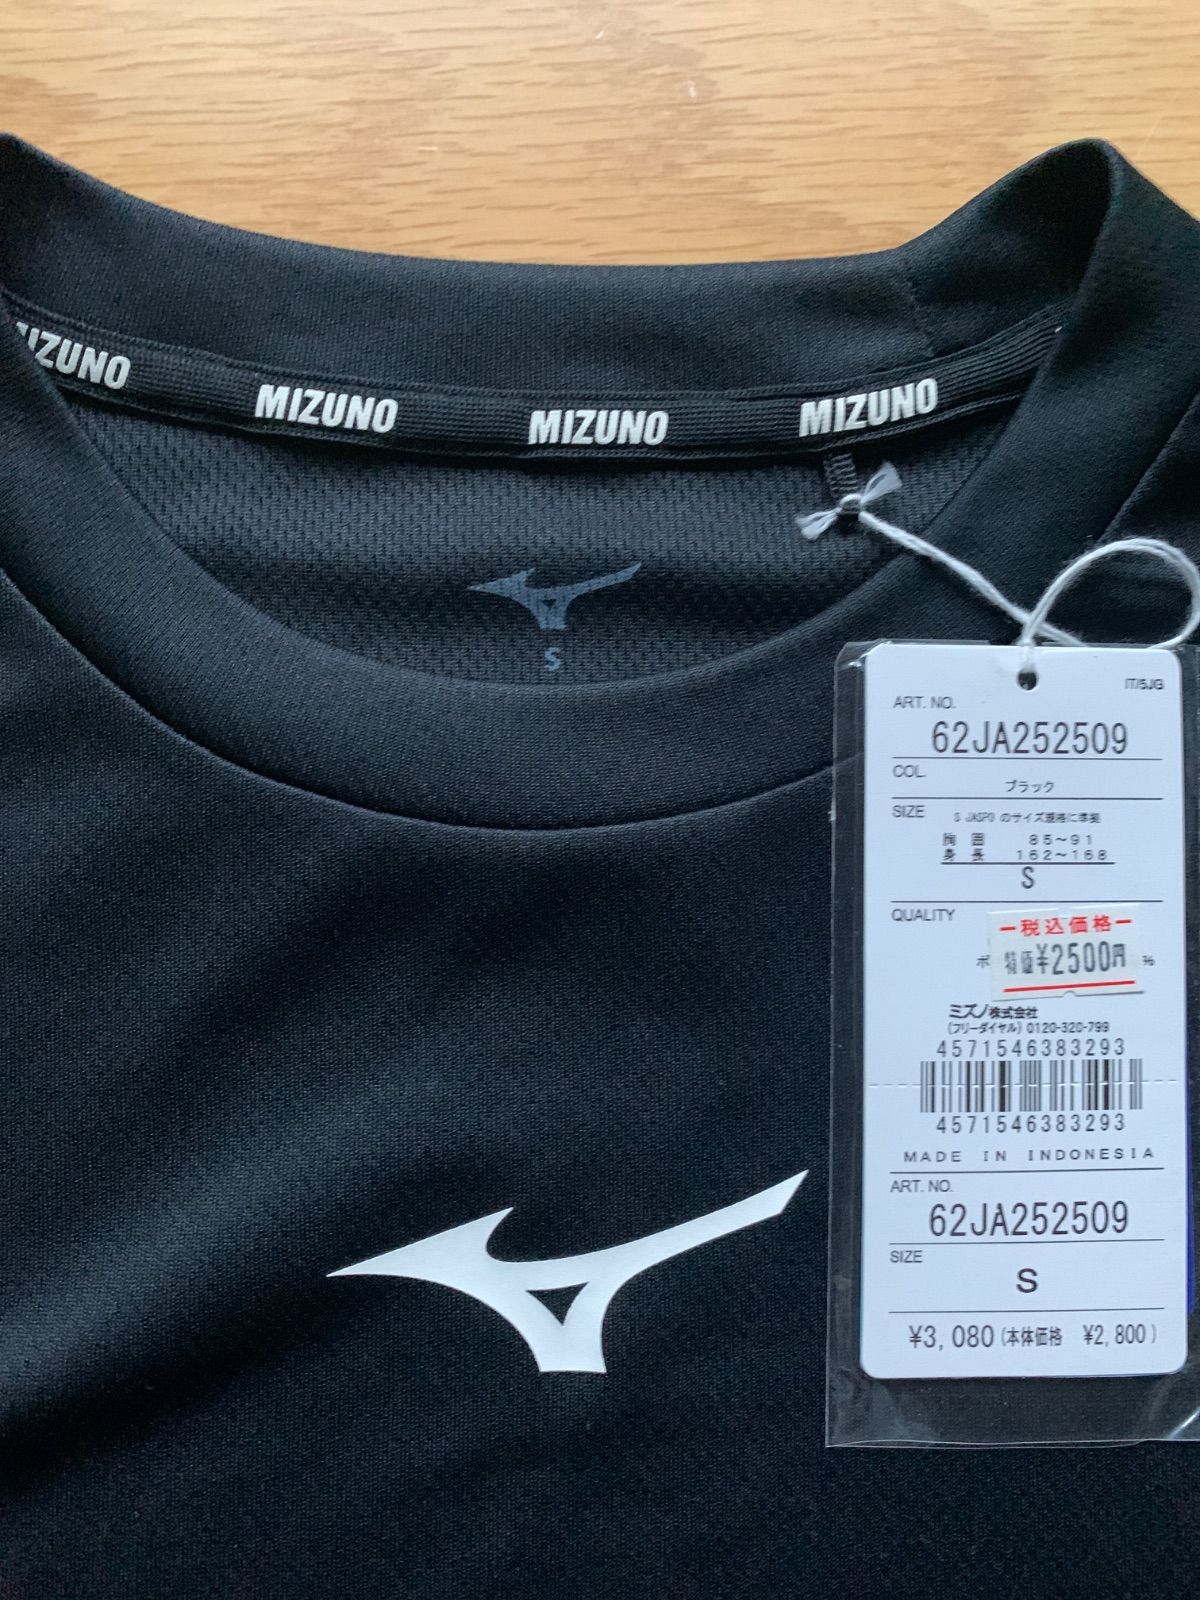 MIZUNO
MIZUNO
MIZUNO
MIZUNO
S
IT/5JG
ART. NO.
62JA252509
COL.
ブラック
SIZE
S JASPO のサイズ規格に準拠
胸囲 85~91
身長 162~168
S
QUALITY
税込価格
特価¥2500円
ポ %
ミズノ株式会社
(フリーダイヤル) 0120-320-799
4571546383293
4571546383293
MADE IN INDONESIA
ART. NO.
62JA252509
SIZE
S
¥3,080(本体価格 ¥2,800)